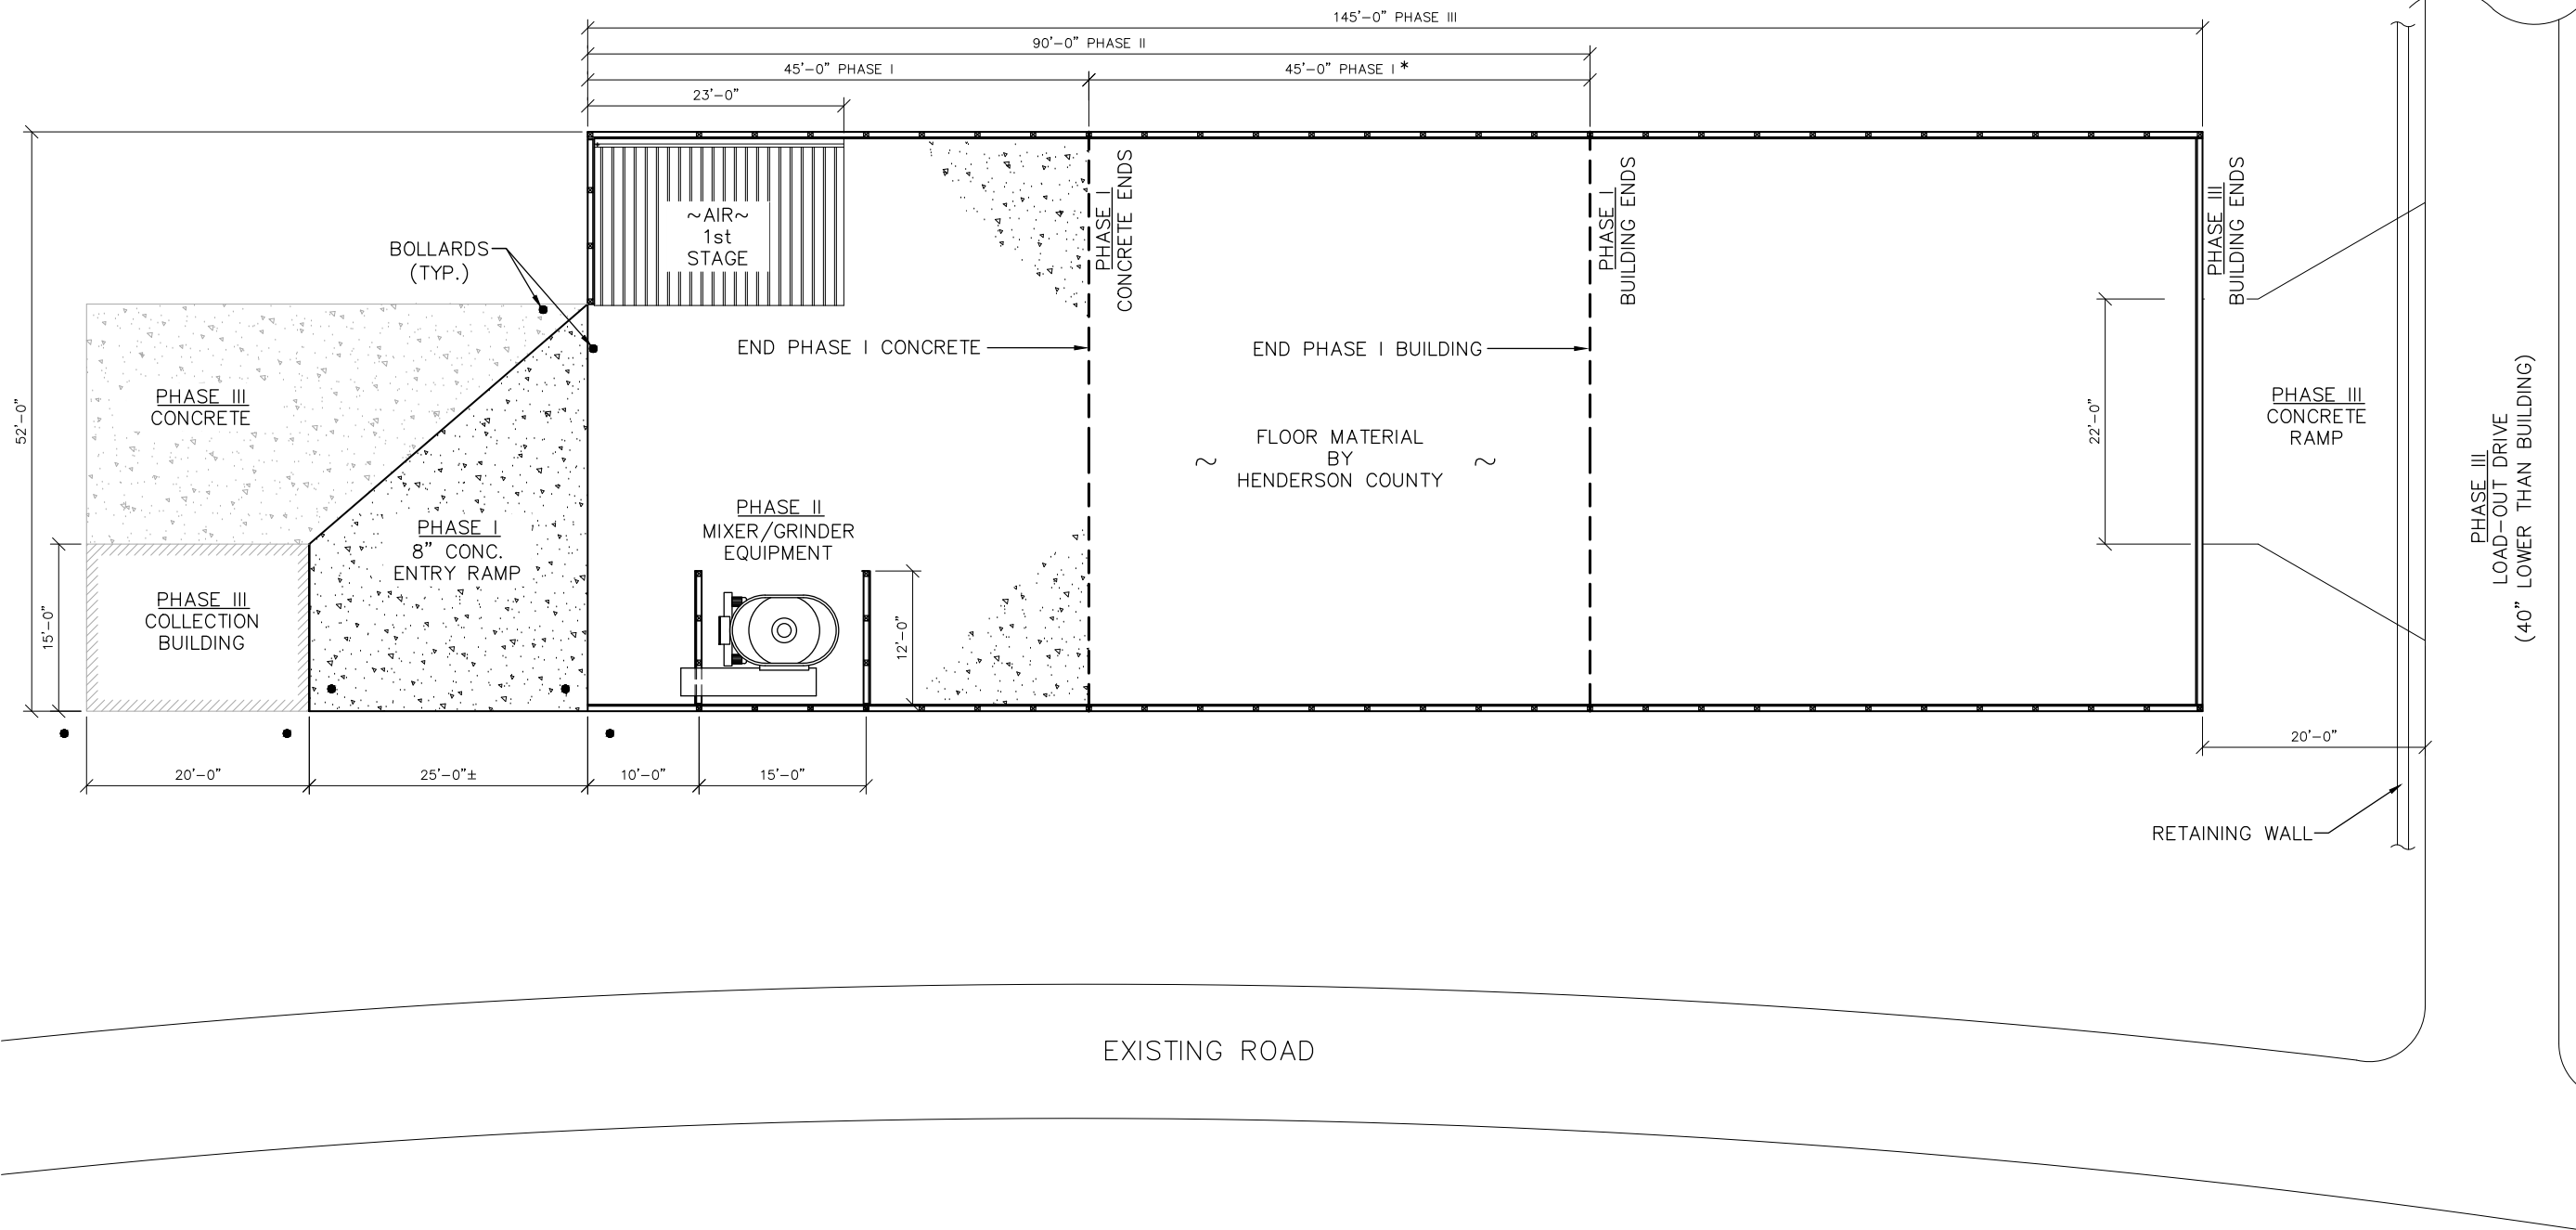 145'-0" PHASE III
90'-0" PHASE II
45'-0" PHASE I
45'-0" PHASE I *
23'-0"
~AIR~
1st
STAGE
BOLLARDS
(TYP.)
PHASE I
CONCRETE ENDS
PHASE I
BUILDING ENDS
PHASE III
BUILDING ENDS
END PHASE I CONCRETE
END PHASE I BUILDING
52'-0"
PHASE III
CONCRETE
22'-0"
PHASE III
CONCRETE
RAMP
PHASE III
LOAD-OUT DRIVE
(40" LOWER THAN BUILDING)
FLOOR MATERIAL
~ BY ~
HENDERSON COUNTY
PHASE II
MIXER/GRINDER
EQUIPMENT
PHASE I
8" CONC.
ENTRY RAMP
PHASE III
COLLECTION
BUILDING
15'-0"
12'-0"
20'-0"
20'-0"
25'-0"±
10'-0"
15'-0"
RETAINING WALL
EXISTING ROAD